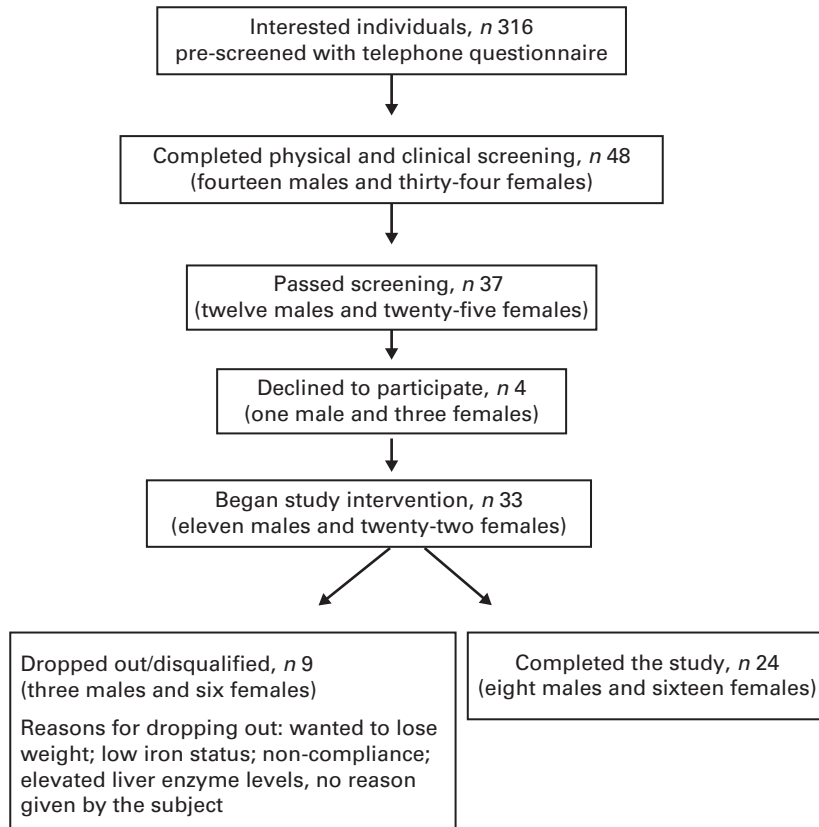 Interested individuals, n 316
pre-screened with telephone questionnaire
Completed physical and clinical screening, n 48
(fourteen males and thirty-four females)
Passed screening, n 37
(twelve males and twenty-five females)
Declined to participate, n 4
(one male and three females)
Began study intervention, n 33
(eleven males and twenty-two females)
Dropped out/disqualified, n 9
(three males and six females)
Reasons for dropping out: wanted to lose
weight; low iron status; non-compliance;
elevated liver enzyme levels, no reason
given by the subject
Completed the study, n 24
(eight males and sixteen females)